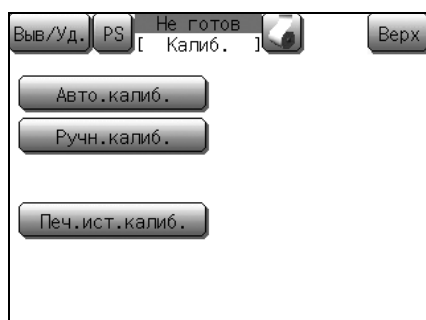 Выв/Уд. PS Не готов Верх
[ Калиб. ]
Авто.калиб.
Ручн.калиб.
Печ.ист.калиб.